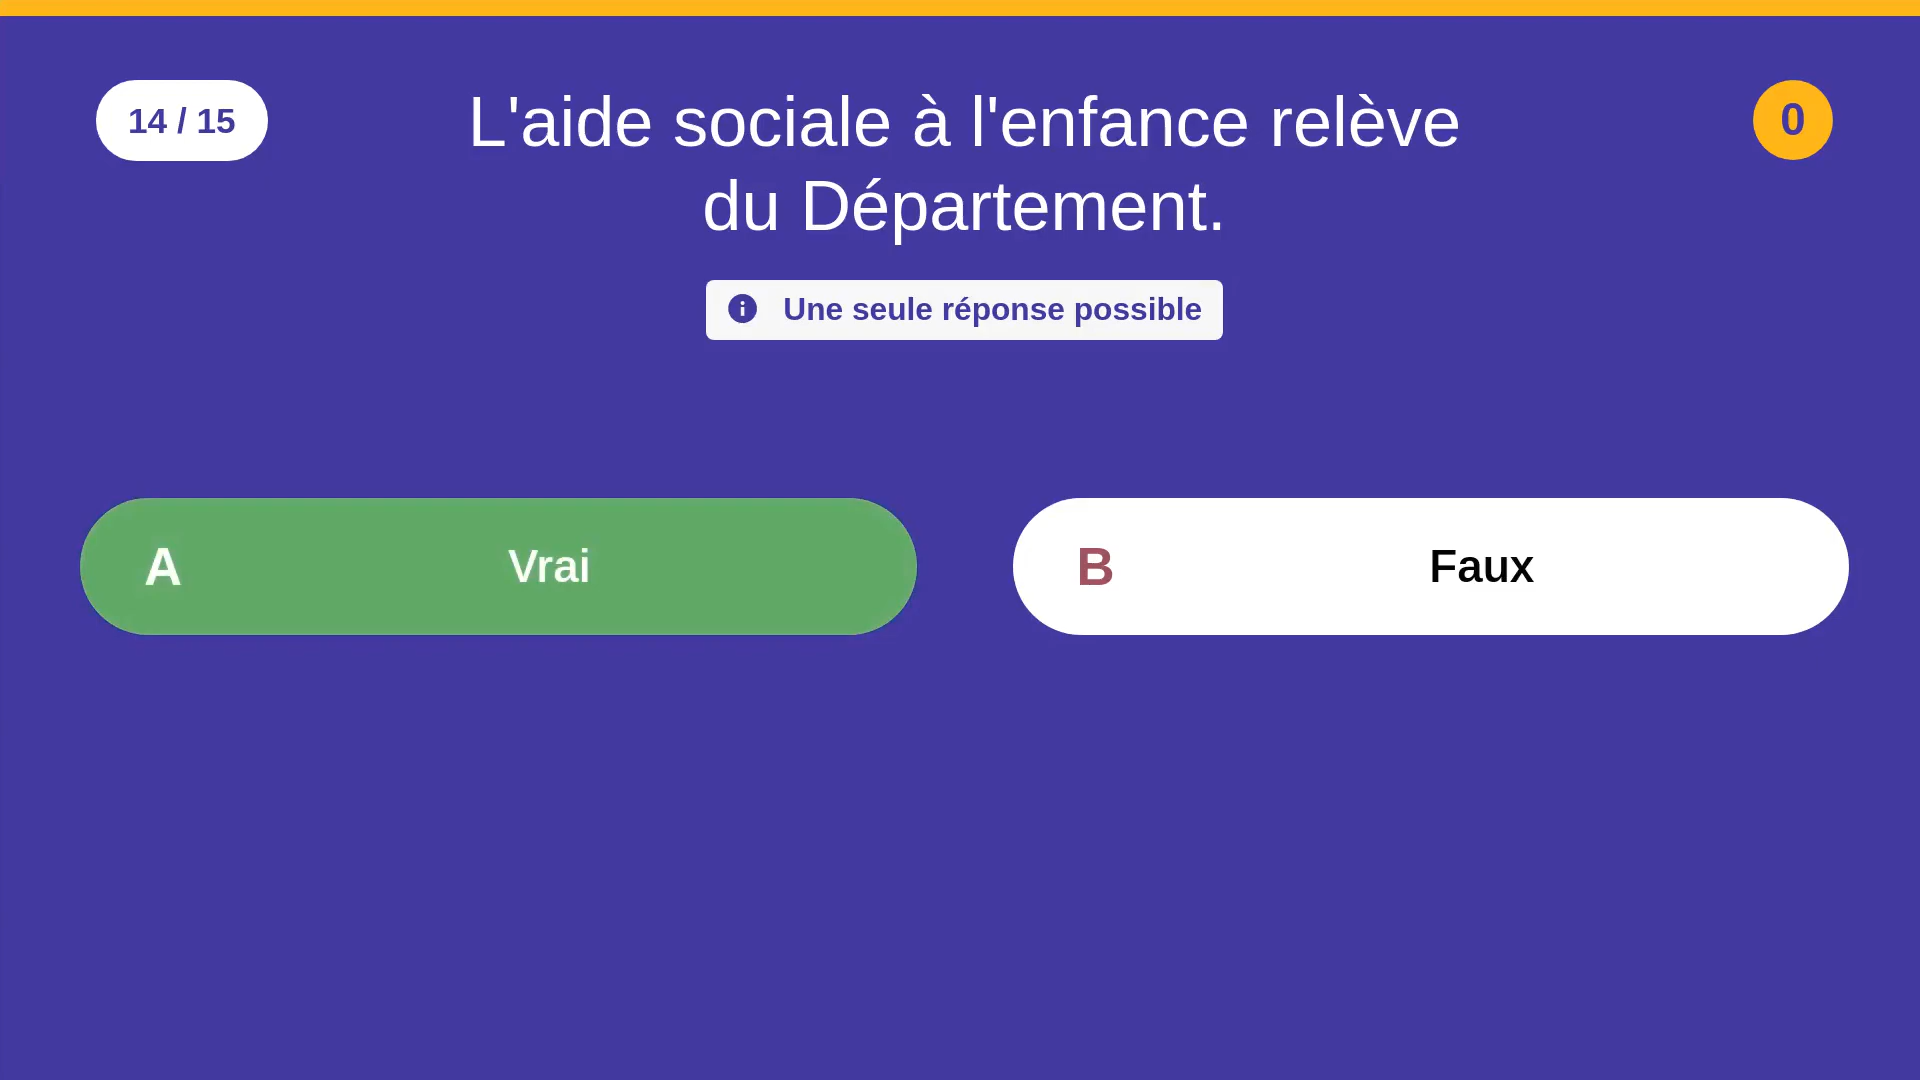 14 / 15
L'aide sociale à l'enfance relève
du Département.
0
Une seule réponse possible
A
Vrai
B
Faux